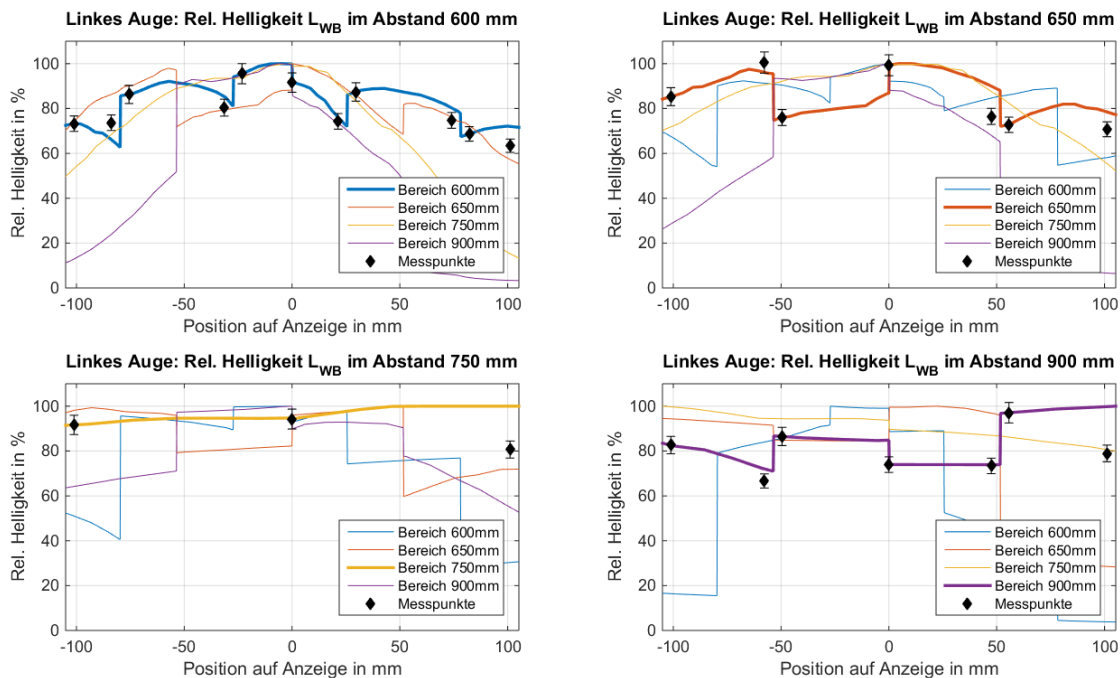 Linkes Auge: Rel. Helligkeit L_WB im Abstand 600 mm
Rel. Helligkeit in %
100
80
60
40
20
0
Bereich 600mm
Bereich 650mm
Bereich 750mm
Bereich 900mm
Messpunkte
-100 -50 0 50 100
Position auf Anzeige in mm
Linkes Auge: Rel. Helligkeit L_WB im Abstand 650 mm
Rel. Helligkeit in %
100
80
60
40
20
0
Bereich 600mm
Bereich 650mm
Bereich 750mm
Bereich 900mm
Messpunkte
-100 -50 0 50 100
Position auf Anzeige in mm
Linkes Auge: Rel. Helligkeit L_WB im Abstand 750 mm
Rel. Helligkeit in %
100
80
60
40
20
0
Bereich 600mm
Bereich 650mm
Bereich 750mm
Bereich 900mm
Messpunkte
-100 -50 0 50 100
Position auf Anzeige in mm
Linkes Auge: Rel. Helligkeit L_WB im Abstand 900 mm
Rel. Helligkeit in %
100
80
60
40
20
0
Bereich 600mm
Bereich 650mm
Bereich 750mm
Bereich 900mm
Messpunkte
-100 -50 0 50 100
Position auf Anzeige in mm